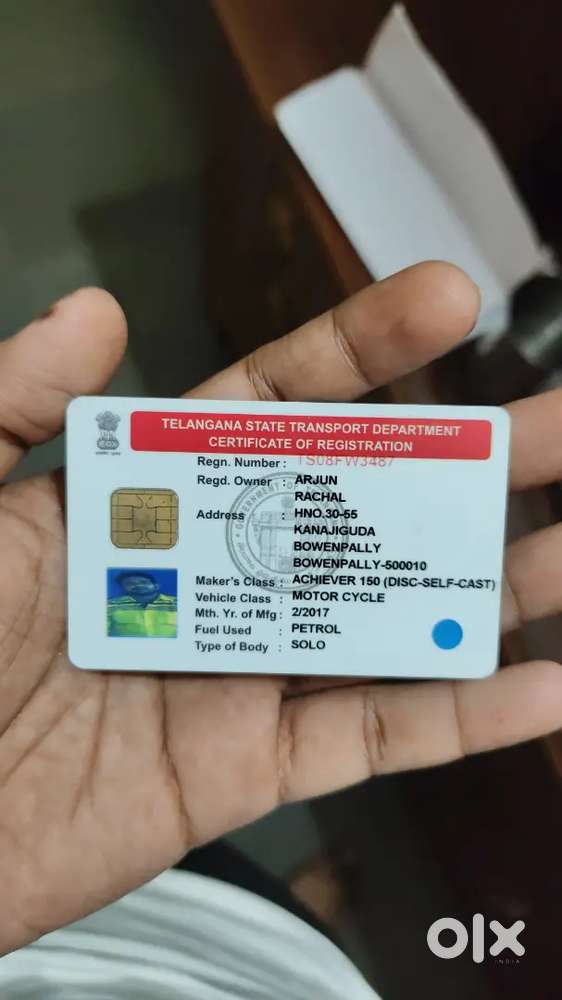 TELANGANA STATE TRANSPORT DEPARTMENT
CERTIFICATE OF REGISTRATION
Regn. Number : TS08FW3487
Regd. Owner : ARJUN
RACHAL
Address : HNO.30-55
KANAJIGUDA
BOWENPALLY
BOWENPALLY-500010
Maker's Class : ACHIEVER 150 (DISC-SELF-CAST)
Vehicle Class : MOTOR CYCLE
Mth. Yr. of Mfg : 2/2017
Fuel Used : PETROL
Type of Body : SOLO
olx
INDIA